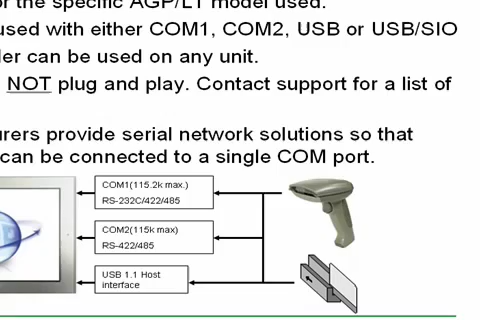 or the specific AGP/LT model used.
used with either COM1, COM2, USB or USB/SIO
der can be used on any unit.
NOT plug and play. Contact support for a list of
urers provide serial network solutions so that
can be connected to a single COM port.
COM1(115.2k max.)
RS-232C/422/485
COM2(115k max)
RS-422/485
USB 1.1 Host
interface